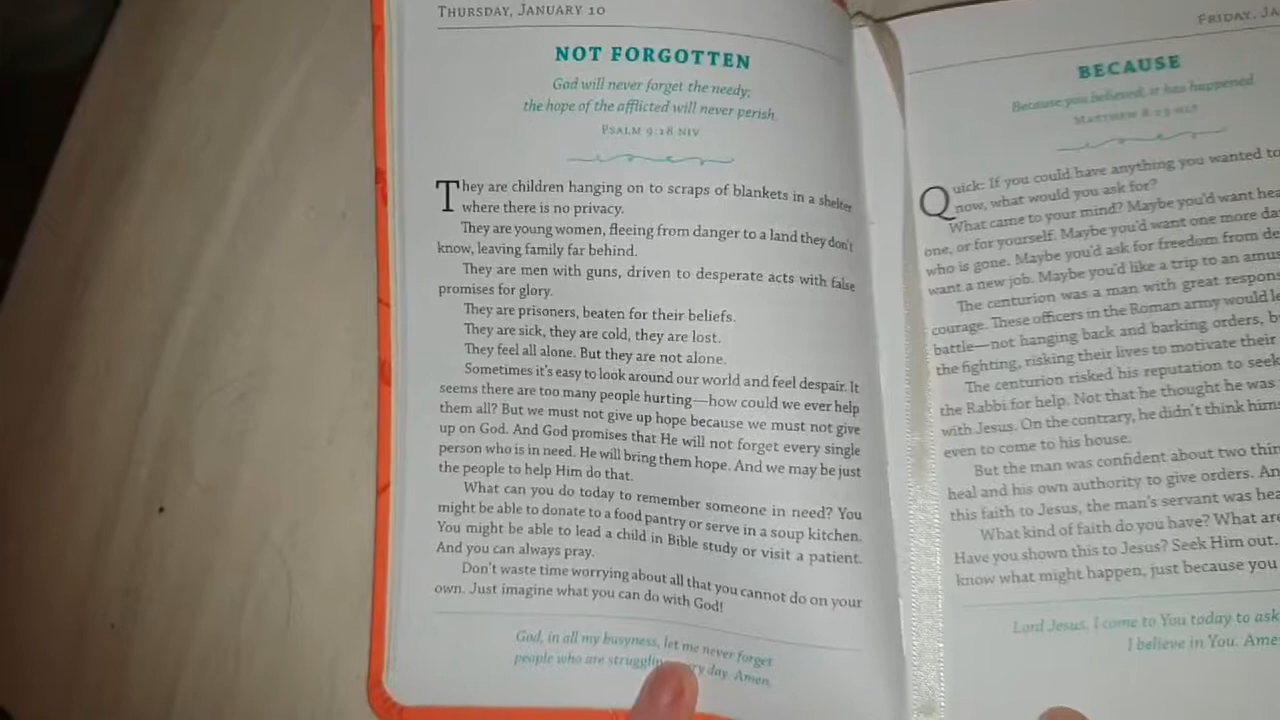 THURSDAY, JANUARY 10
NOT FORGOTTEN
God will never forget the needy;
the hope of the afflicted will never perish.
PSALM 9:18 NIV
They are children hanging on to scraps of blankets in a shelter
where there is no privacy.
They are young women, fleeing from danger to a land they don't
know, leaving family far behind.
They are men with guns, driven to desperate acts with false
promises for glory.
They are prisoners, beaten for their beliefs.
They are sick, they are cold, they are lost.
They feel all alone. But they are not alone.
Sometimes it's easy to look around our world and feel despair. It
seems there are too many people hurting—how could we ever help
them all? But we must not give up hope because we must not give
up on God. And God promises that He will not forget every single
person who is in need. He will bring them hope. And we may be just
the people to help Him do that.
What can you do today to remember someone in need? You
might be able to donate to a food pantry or serve in a soup kitchen.
You might be able to lead a child in Bible study or visit a patient.
And you can always pray.
Don't waste time worrying about all that you cannot do on your
own. Just imagine what you can do with God!
God, in all my busyness, let me never forget
people who are day. Amen.
FRIDAY, JA
BECAUSE
Because you believed, it has happened
MATTHEW 8:13 NLT
Quick: If you could have anything you wanted
now, what would you ask for?
What came to your mind? Maybe you'd want
one, or for yourself. Maybe you'd want one more
who is gone. Maybe you'd ask for freedom from
want a new job. Maybe you'd like a trip to an
The centurion was a man with great
courage. These officers in the Roman army would
battle—not hanging back and barking orders,
the fighting, risking their lives to motivate their
The centurion risked his reputation to seek
the Rabbi for help. Not that he thought he was
with Jesus. On the contrary, he didn't think
even to come to his house.
But the man was confident about two
heal and his own authority to give orders.
this faith to Jesus, the man's servant was
What kind of faith do you have? What
Have you shown this to Jesus? Seek Him out.
know what might happen, just because you
Lord Jesus, I come to You today to ask
I believe in You.